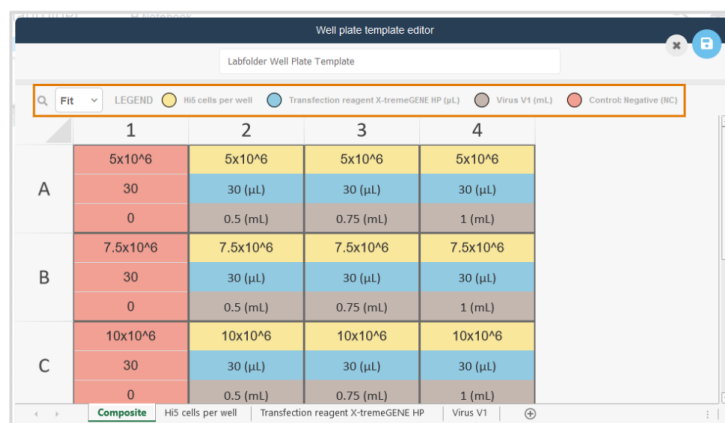 Well plate template editor
Labfolder Well Plate Template
Fit LEGEND Hi5 cells per well Transfection reagent X-tremeGENE HP (µL) Virus V1 (mL) Control: Negative (NC)
1 2 3 4
5x10^6 5x10^6 5x10^6 5x10^6
A 30 30 (µL) 30 (µL) 30 (µL)
0 0.5 (mL) 0.75 (mL) 1 (mL)
7.5x10^6 7.5x10^6 7.5x10^6 7.5x10^6
B 30 30 (µL) 30 (µL) 30 (µL)
0 0.5 (mL) 0.75 (mL) 1 (mL)
10x10^6 10x10^6 10x10^6 10x10^6
C 30 30 (µL) 30 (µL) 30 (µL)
0 0.5 (mL) 0.75 (mL) 1 (mL)
Composite Hi5 cells per well Transfection reagent X-tremeGENE HP Virus V1